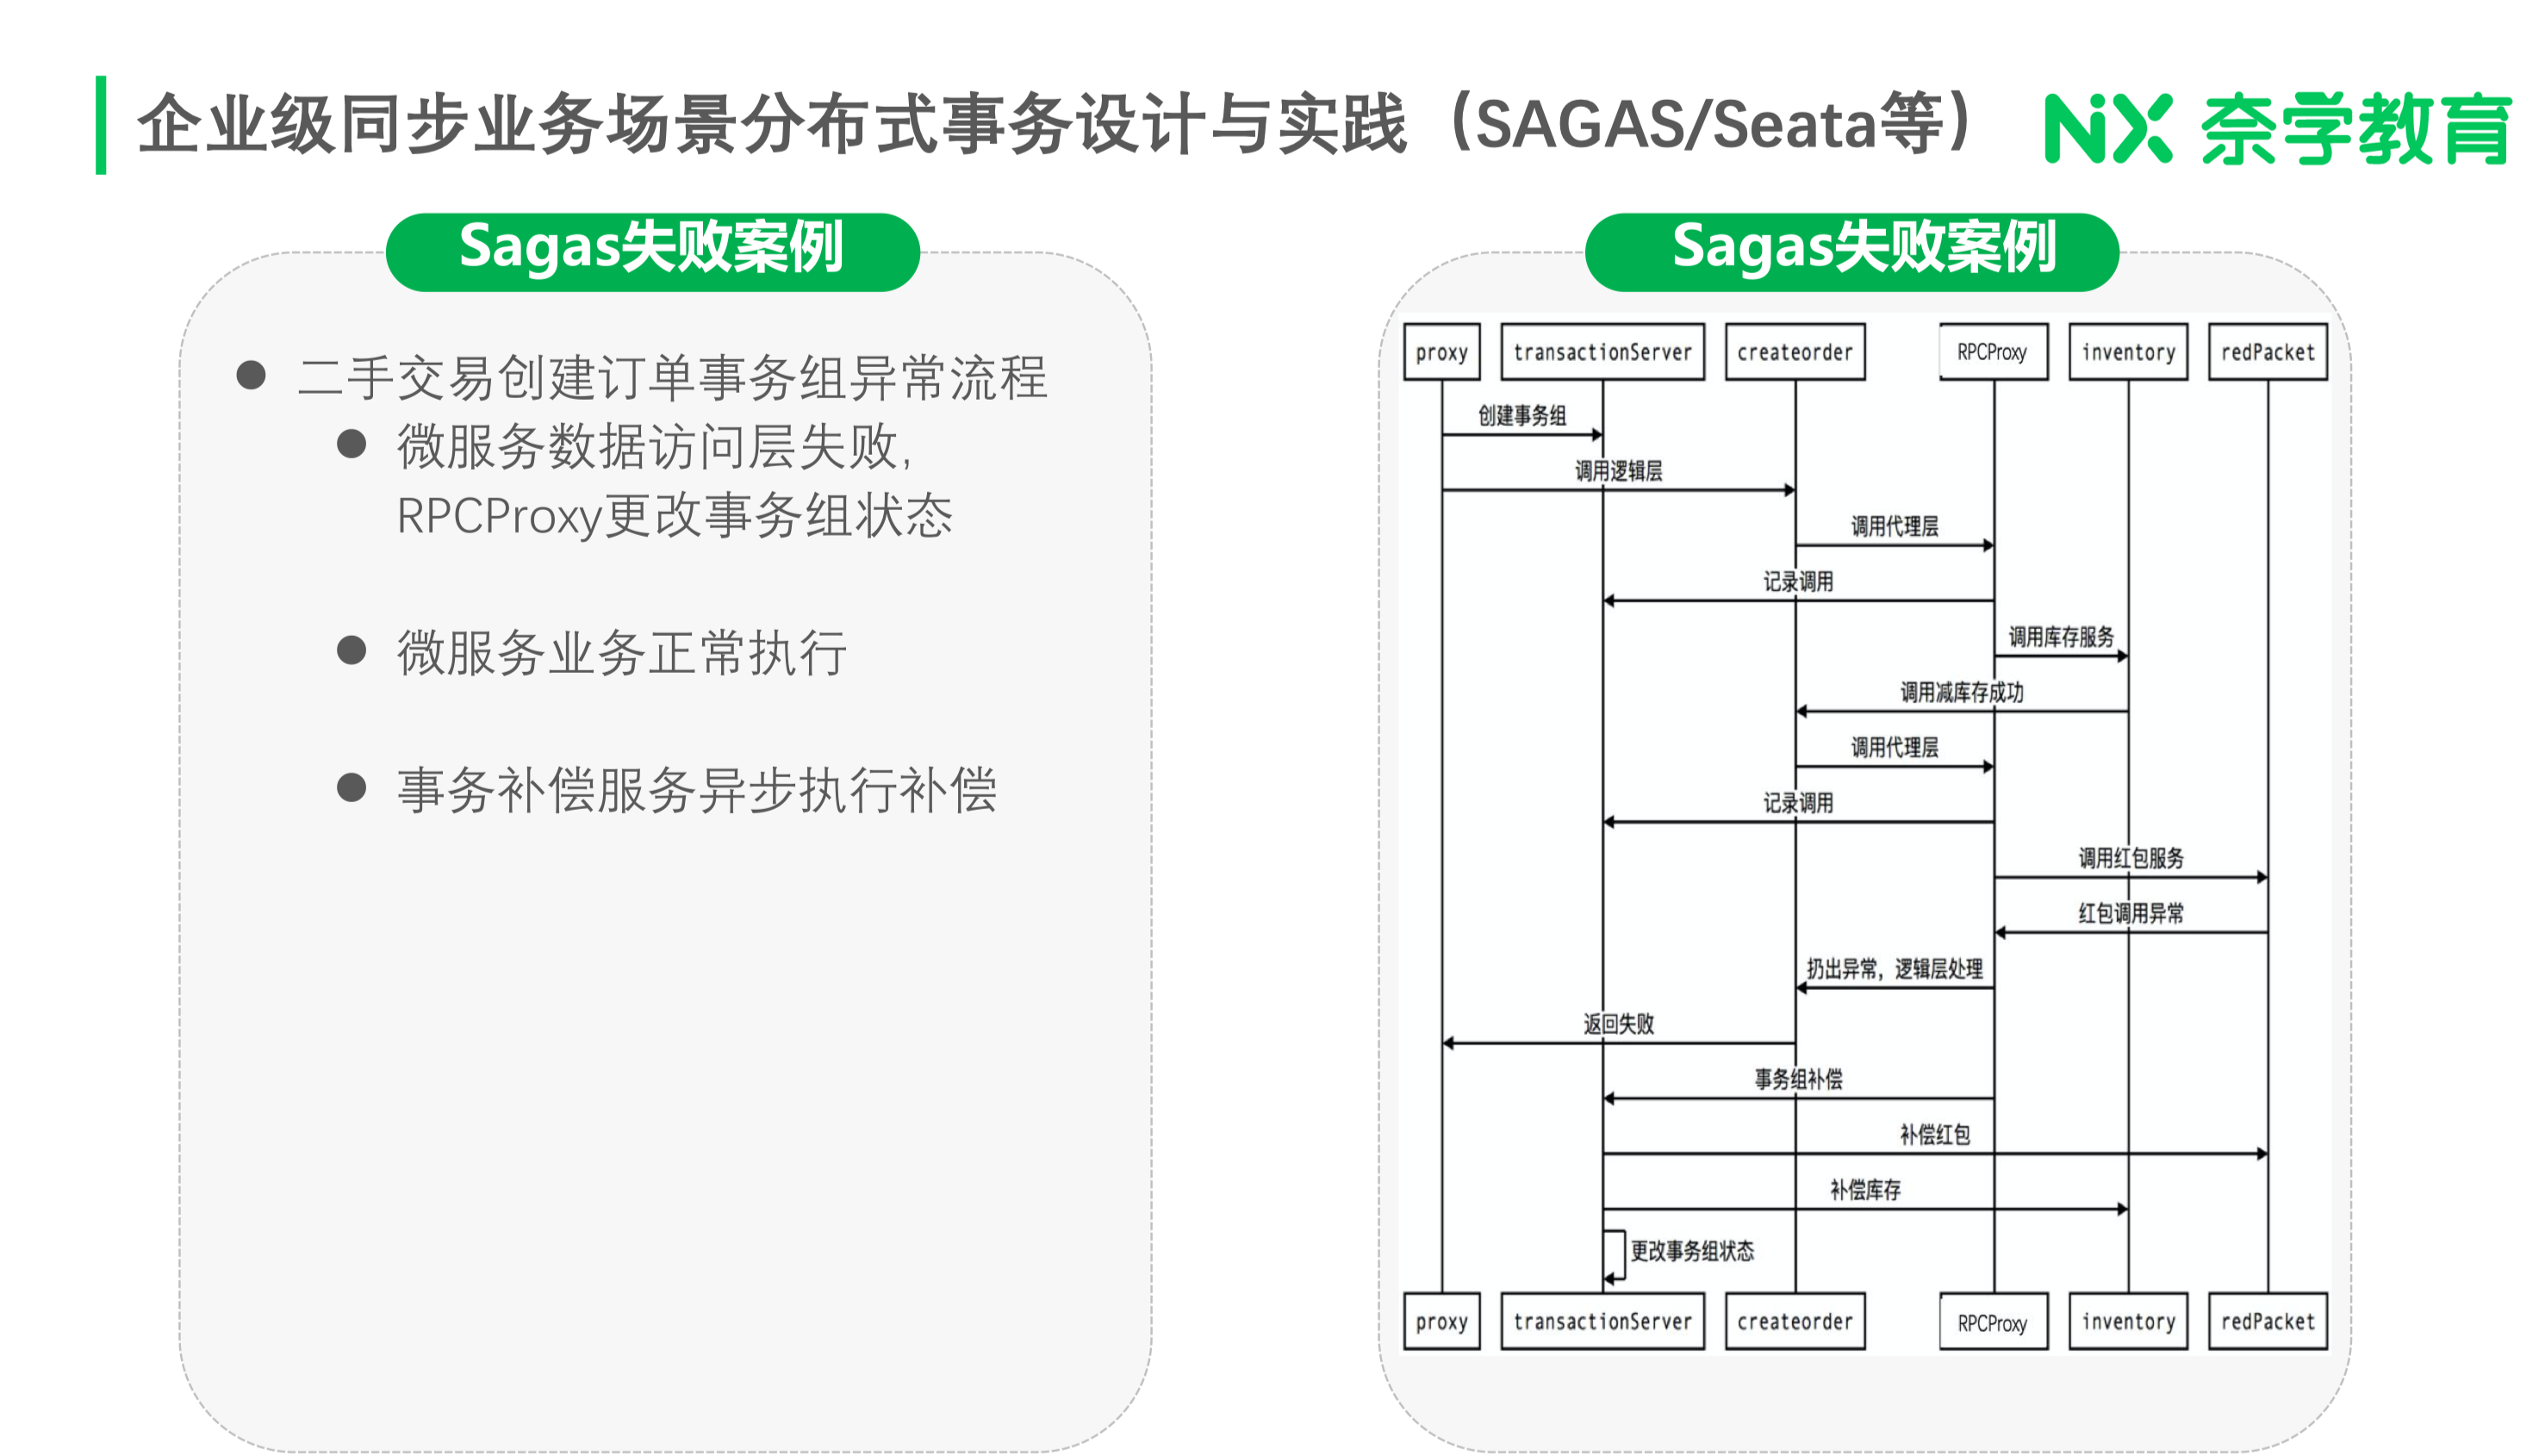 企业级同步业务场景分布式事务设计与实践（SAGAS/Seata等）
NiX 奈学教育
Sagas失败案例
二手交易创建订单事务组异常流程
微服务数据访问层失败,
RPCProxy更改事务组状态
微服务业务正常执行
事务补偿服务异步执行补偿
Sagas失败案例
proxy transactionServer createorder RPCProxy inventory redPacket
创建事务组
调用逻辑层
调用代理层
记录调用
调用库存服务
调用减库存成功
调用代理层
记录调用
调用红包服务
红包调用异常
扔出异常，逻辑层处理
返回失败
事务组补偿
补偿红包
补偿库存
更改事务组状态
proxy transactionServer createorder RPCProxy inventory redPacket